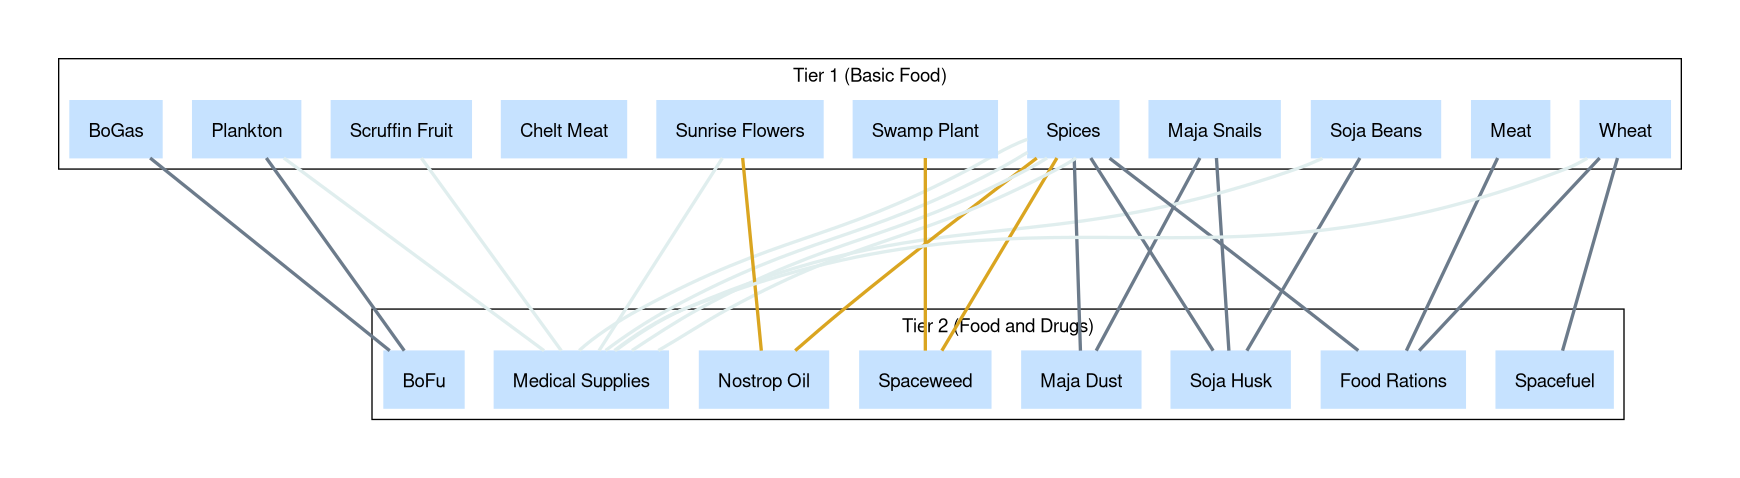 Tier 1 (Basic Food)
BoGas
Plankton
Scruffin Fruit
Chelt Meat
Sunrise Flowers
Swamp Plant
Spices
Maja Snails
Soja Beans
Meat
Wheat
Tier 2 (Food and Drugs)
BoFu
Medical Supplies
Nostrop Oil
Spaceweed
Maja Dust
Soja Husk
Food Rations
Spacefuel